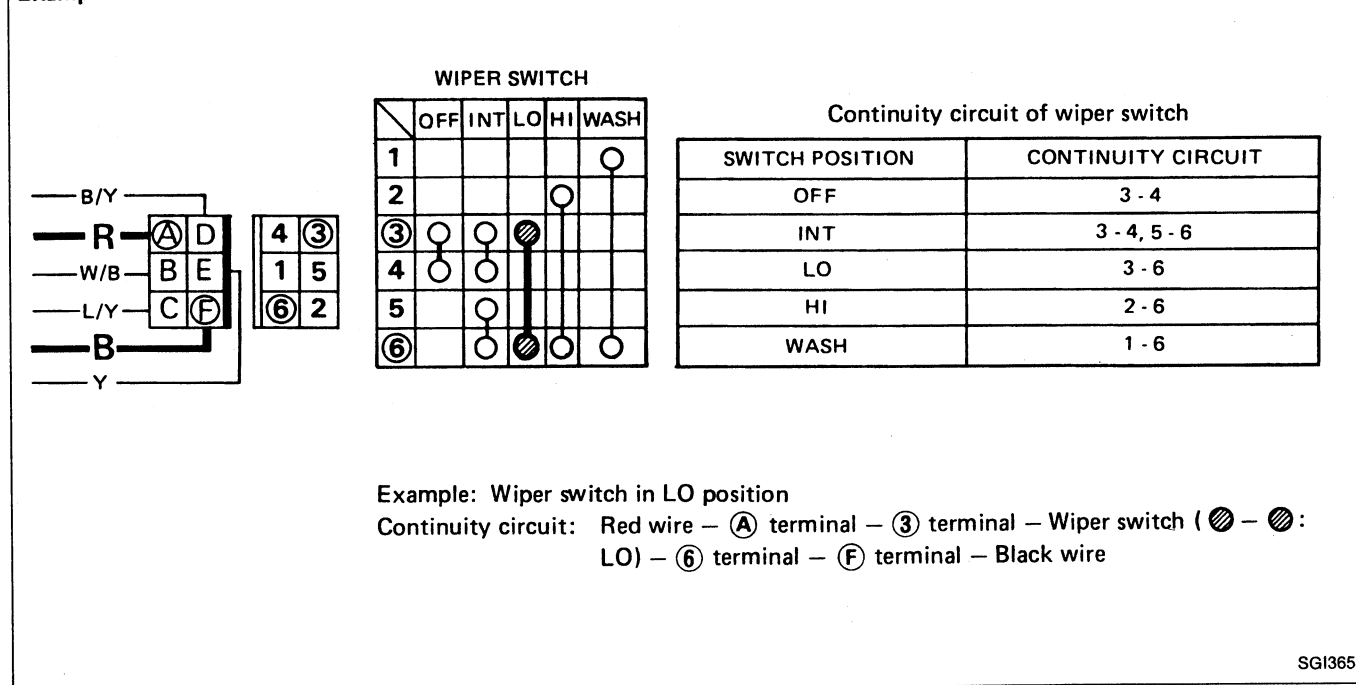 WIPER SWITCH
OFF INT LO HI WASH
1
2
3
4
5
6
B/Y
R
W/B
L/Y
B
Y
A D
B E
C F
4 3
1 5
6 2
Continuity circuit of wiper switch
SWITCH POSITION CONTINUITY CIRCUIT
OFF 3 - 4
INT 3 - 4, 5 - 6
LO 3 - 6
HI 2 - 6
WASH 1 - 6
Example: Wiper switch in LO position
Continuity circuit: Red wire — Ⓐ terminal — ③ terminal — Wiper switch ( — :
LO) — ⑥ terminal — Ⓕ terminal — Black wire
SGI365